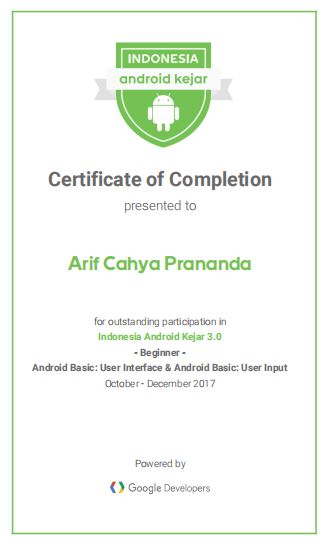 INDONESIA
android kejar
Certificate of Completion
presented to
Arif Cahya Prananda
for outstanding participation in
Indonesia Android Kejar 3.0
- Beginner -
Android Basic: User Interface & Android Basic: User Input
October - December 2017
Powered by
Google Developers